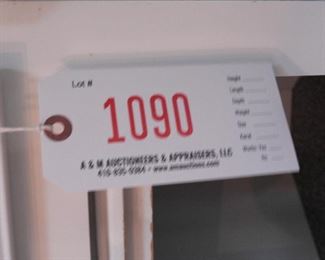 Lot #
1090
Height
Length
Depth
Weight
Size
Karat
A & M AUCTIONEERS & APPRAISERS, LLC